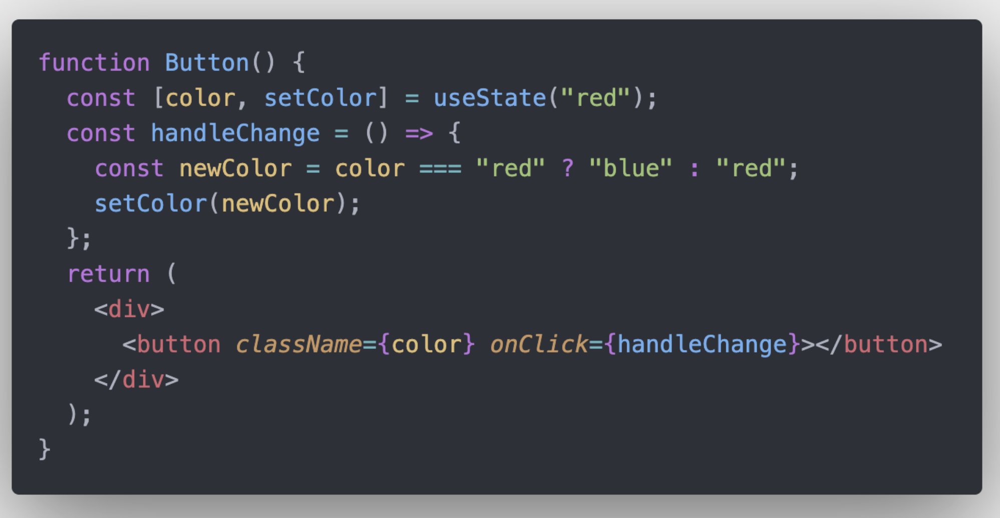 function Button() {
  const [color, setColor] = useState("red");
  const handleChange = () => {
    const newColor = color === "red" ? "blue" : "red";
    setColor(newColor);
  };
  return (
    <div>
      <button className={color} onClick={handleChange}></button>
    </div>
  );
}